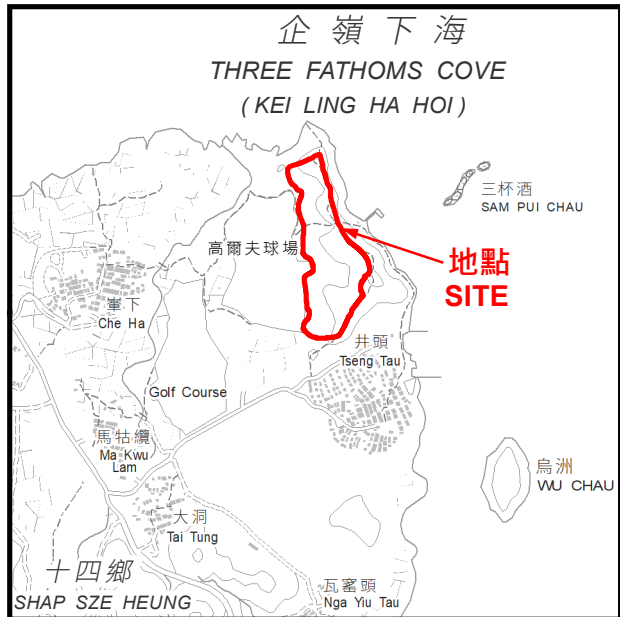 企嶺下海
THREE FATHOMS COVE
(KEI LING HA HOI)
三杯酒
SAM PUI CHAU
高爾夫球場
地點
SITE
輋下
Che Ha
井頭
Tseng Tau
Golf Course
馬牯纜
Ma Kwu
Lam
烏洲
WU CHAU
大洞
Tai Tung
十四鄉
SHAP SZE HEUNG
瓦窰頭
Nga Yiu Tau